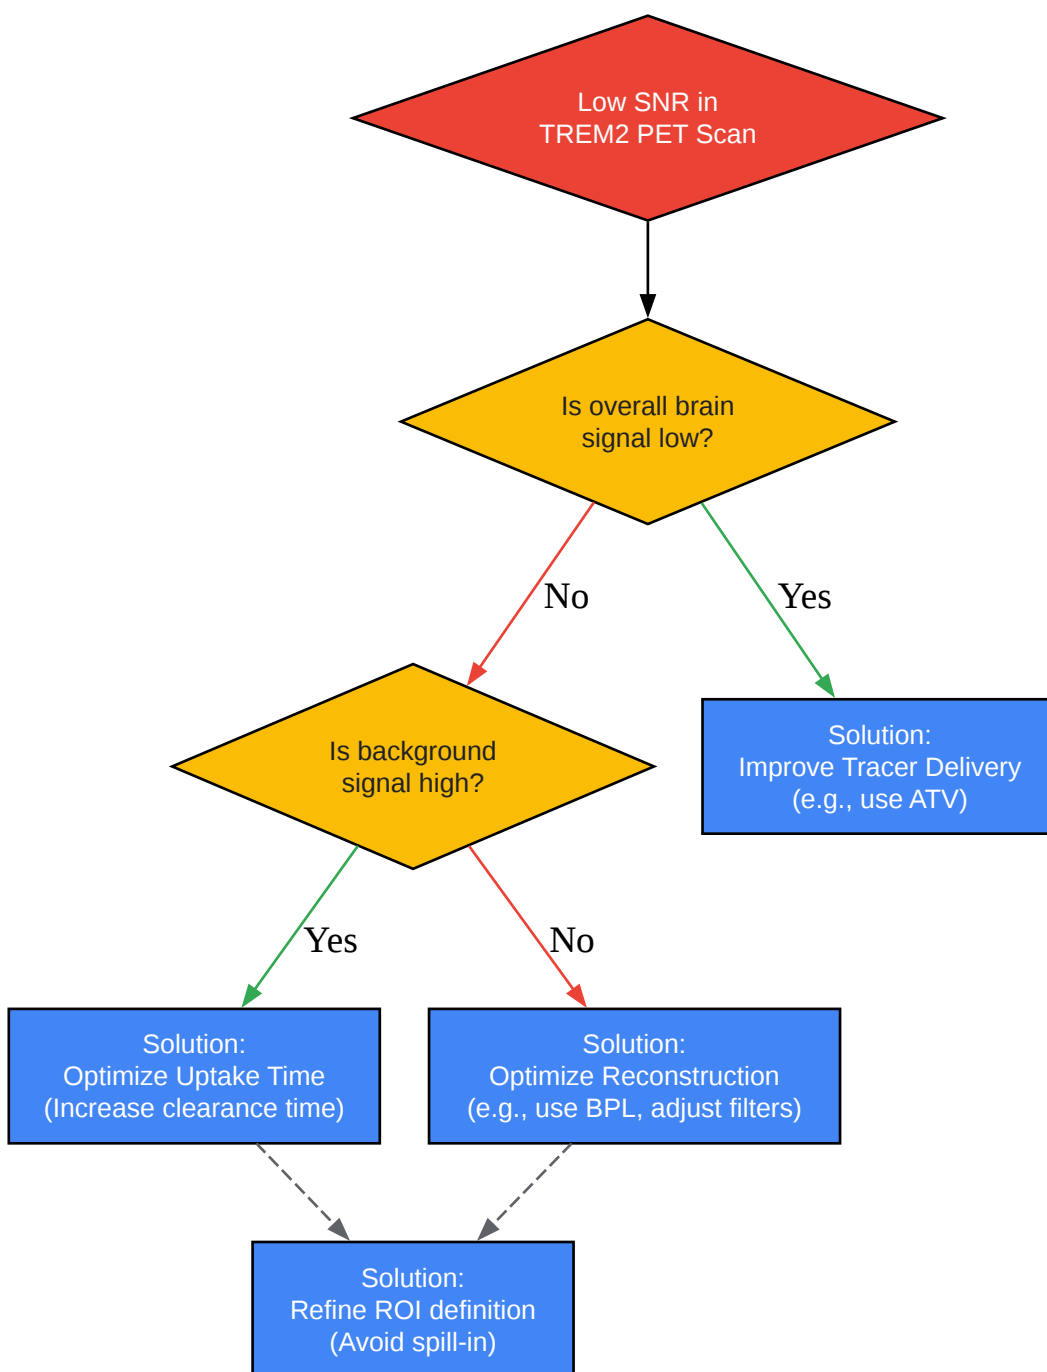 Low SNR in
TREM2 PET Scan
Is overall brain
signal low?
No
Yes
Is background
signal high?
Solution:
Improve Tracer Delivery
(e.g., use ATV)
Yes
No
Solution:
Optimize Uptake Time
(Increase clearance time)
Solution:
Optimize Reconstruction
(e.g., use BPL, adjust filters)
Solution:
Refine ROI definition
(Avoid spill-in)